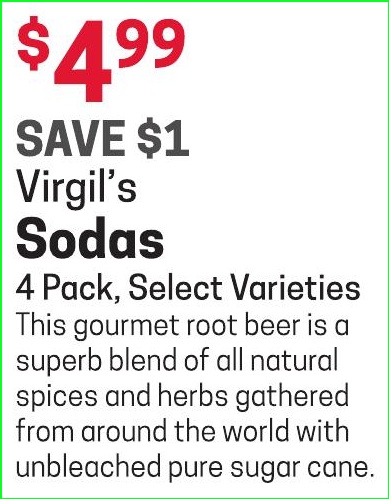 $4.99
SAVE $1
Virgil's
Sodas
4 Pack, Select Varieties
This gourmet root beer is a
superb blend of all natural
spices and herbs gathered
from around the world with
unbleached pure sugar cane.